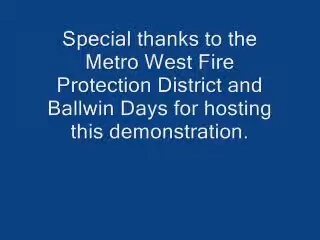 Special thanks to the
Metro West Fire
Protection District and
Ballwin Days for hosting
this demonstration.